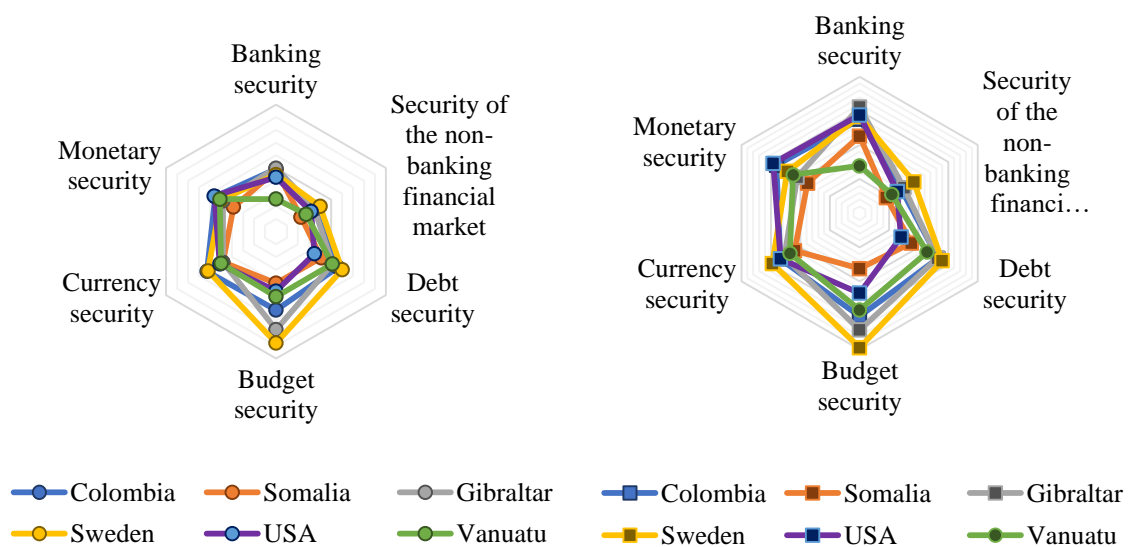 Banking
security
Security of
the non-
banking
financial
market
Debt
security
Budget
security
Currency
security
Monetary
security
Colombia
Somalia
Gibraltar
Sweden
USA
Vanuatu
Banking
security
Security of
the
non-
banking
financi…
Debt
security
Budget
security
Currency
security
Monetary
security
Colombia
Somalia
Gibraltar
Sweden
USA
Vanuatu